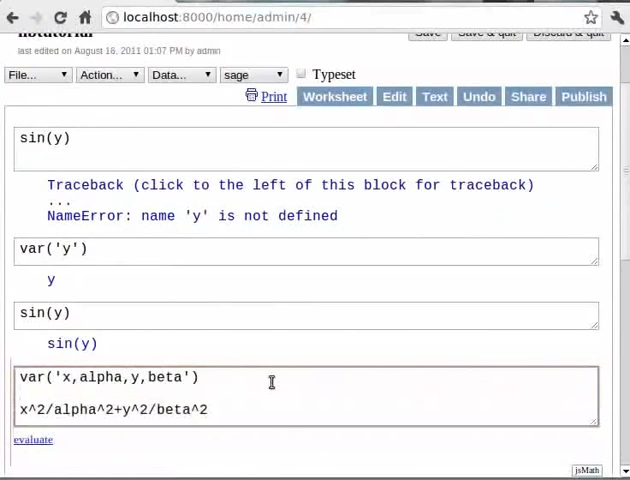 localhost:8000/home/admin/4/
Save Save & quit Discard & quit
last edited on August 16, 2011 01:07 PM by admin
File... Action... Data... sage Typeset
Print Worksheet Edit Text Undo Share Publish
sin(y)
Traceback (click to the left of this block for traceback)
...
NameError: name 'y' is not defined
var('y')
y
sin(y)
sin(y)
var('x,alpha,y,beta')
x^2/alpha^2+y^2/beta^2
evaluate
jsMath